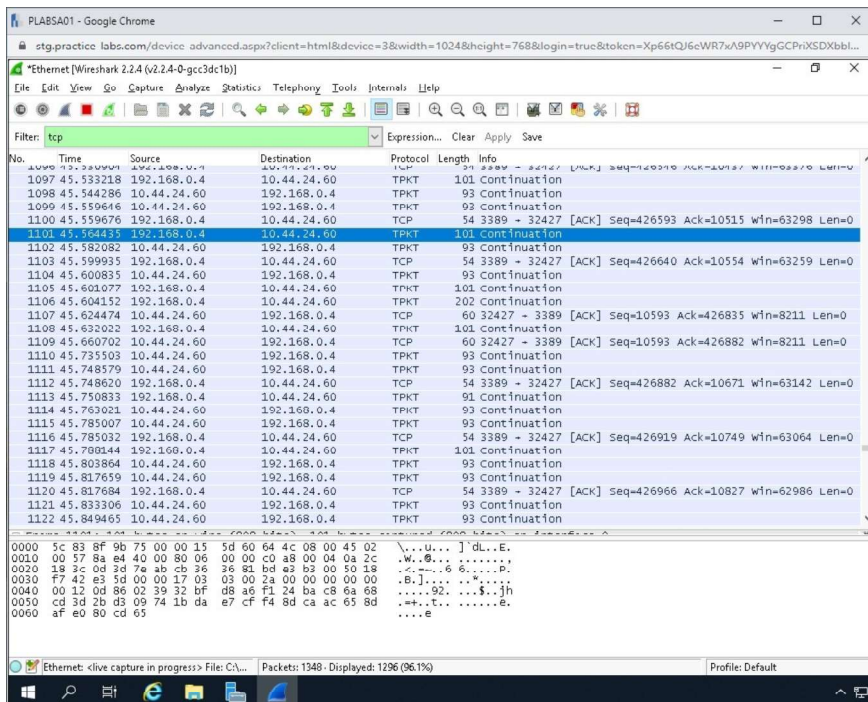 PLABSA01 - Google Chrome
stg.practice-labs.com/device-advanced.aspx?client=html&device=3&width=1024&height=768&login=true&token=Xp66tQJ6eWR7xA9PYYYgGCPriXSDXbbl...
*Ethernet [Wireshark 2.2.4 (v2.2.4-0-gcc3dc1b)]
File Edit View Go Capture Analyze Statistics Telephony Tools Internals Help
Filter: tcp Expression... Clear Apply Save
No. Time Source Destination Protocol Length Info
1096 45.530904 192.168.0.4 10.44.24.60 TCP 54 3389 → 32427 [ACK] Seq=426546 Ack=10437 Win=63376 Len=0
1097 45.533218 192.168.0.4 10.44.24.60 TPKT 101 Continuation
1098 45.544286 10.44.24.60 192.168.0.4 TPKT 93 Continuation
1099 45.559646 10.44.24.60 192.168.0.4 TPKT 93 Continuation
1100 45.559676 192.168.0.4 10.44.24.60 TCP 54 3389 → 32427 [ACK] Seq=426593 Ack=10515 Win=63298 Len=0
1101 45.564435 192.168.0.4 10.44.24.60 TPKT 101 Continuation
1102 45.582082 10.44.24.60 192.168.0.4 TPKT 93 Continuation
1103 45.599935 192.168.0.4 10.44.24.60 TCP 54 3389 → 32427 [ACK] Seq=426640 Ack=10554 Win=63259 Len=0
1104 45.600835 10.44.24.60 192.168.0.4 TPKT 93 Continuation
1105 45.601077 192.168.0.4 10.44.24.60 TPKT 101 Continuation
1106 45.604152 192.168.0.4 10.44.24.60 TPKT 202 Continuation
1107 45.624474 10.44.24.60 192.168.0.4 TCP 60 32427 → 3389 [ACK] Seq=10593 Ack=426835 Win=8211 Len=0
1108 45.632022 192.168.0.4 10.44.24.60 TPKT 101 Continuation
1109 45.660702 10.44.24.60 192.168.0.4 TCP 60 32427 → 3389 [ACK] Seq=10593 Ack=426882 Win=8211 Len=0
1110 45.735503 10.44.24.60 192.168.0.4 TPKT 93 Continuation
1111 45.748579 10.44.24.60 192.168.0.4 TPKT 93 Continuation
1112 45.748620 192.168.0.4 10.44.24.60 TCP 54 3389 → 32427 [ACK] Seq=426882 Ack=10671 Win=63142 Len=0
1113 45.750833 192.168.0.4 10.44.24.60 TPKT 91 Continuation
1114 45.763021 10.44.24.60 192.168.0.4 TPKT 93 Continuation
1115 45.785007 10.44.24.60 192.168.0.4 TPKT 93 Continuation
1116 45.785032 192.168.0.4 10.44.24.60 TCP 54 3389 → 32427 [ACK] Seq=426919 Ack=10749 Win=63064 Len=0
1117 45.788144 192.168.0.4 10.44.24.60 TPKT 101 Continuation
1118 45.803864 10.44.24.60 192.168.0.4 TPKT 93 Continuation
1119 45.817659 10.44.24.60 192.168.0.4 TPKT 93 Continuation
1120 45.817684 192.168.0.4 10.44.24.60 TCP 54 3389 → 32427 [ACK] Seq=426966 Ack=10827 Win=62986 Len=0
1121 45.833306 10.44.24.60 192.168.0.4 TPKT 93 Continuation
1122 45.849465 10.44.24.60 192.168.0.4 TPKT 93 Continuation
0000 5c 83 8f 9b 75 00 00 15 5d 60 64 4c 08 00 45 02 \...u... ]`dL..E.
0010 00 57 8a e4 40 00 80 06 00 00 c0 a8 00 04 0a 2c .W..@... .......,
0020 18 3c 0d 3d 7e ab cb 36 36 81 bd e3 b3 00 50 18 .<.=~..6 6.....P.
0030 f7 42 e3 5d 00 00 17 03 03 00 2a 00 00 00 00 00 .B.].... ..*.....
0040 00 12 0d 86 02 39 32 bf d8 a6 f1 24 ba c8 6a 68 .....92. ...$..jh
0050 cd 3d 2b d3 09 74 1b da e7 cf f4 8d ca ac 65 8d .=+..t.. ......e.
0060 af e0 80 cd 65 ....e
Ethernet: <live capture in progress> File: C:\... Packets: 1348 · Displayed: 1296 (96.1%) Profile: Default